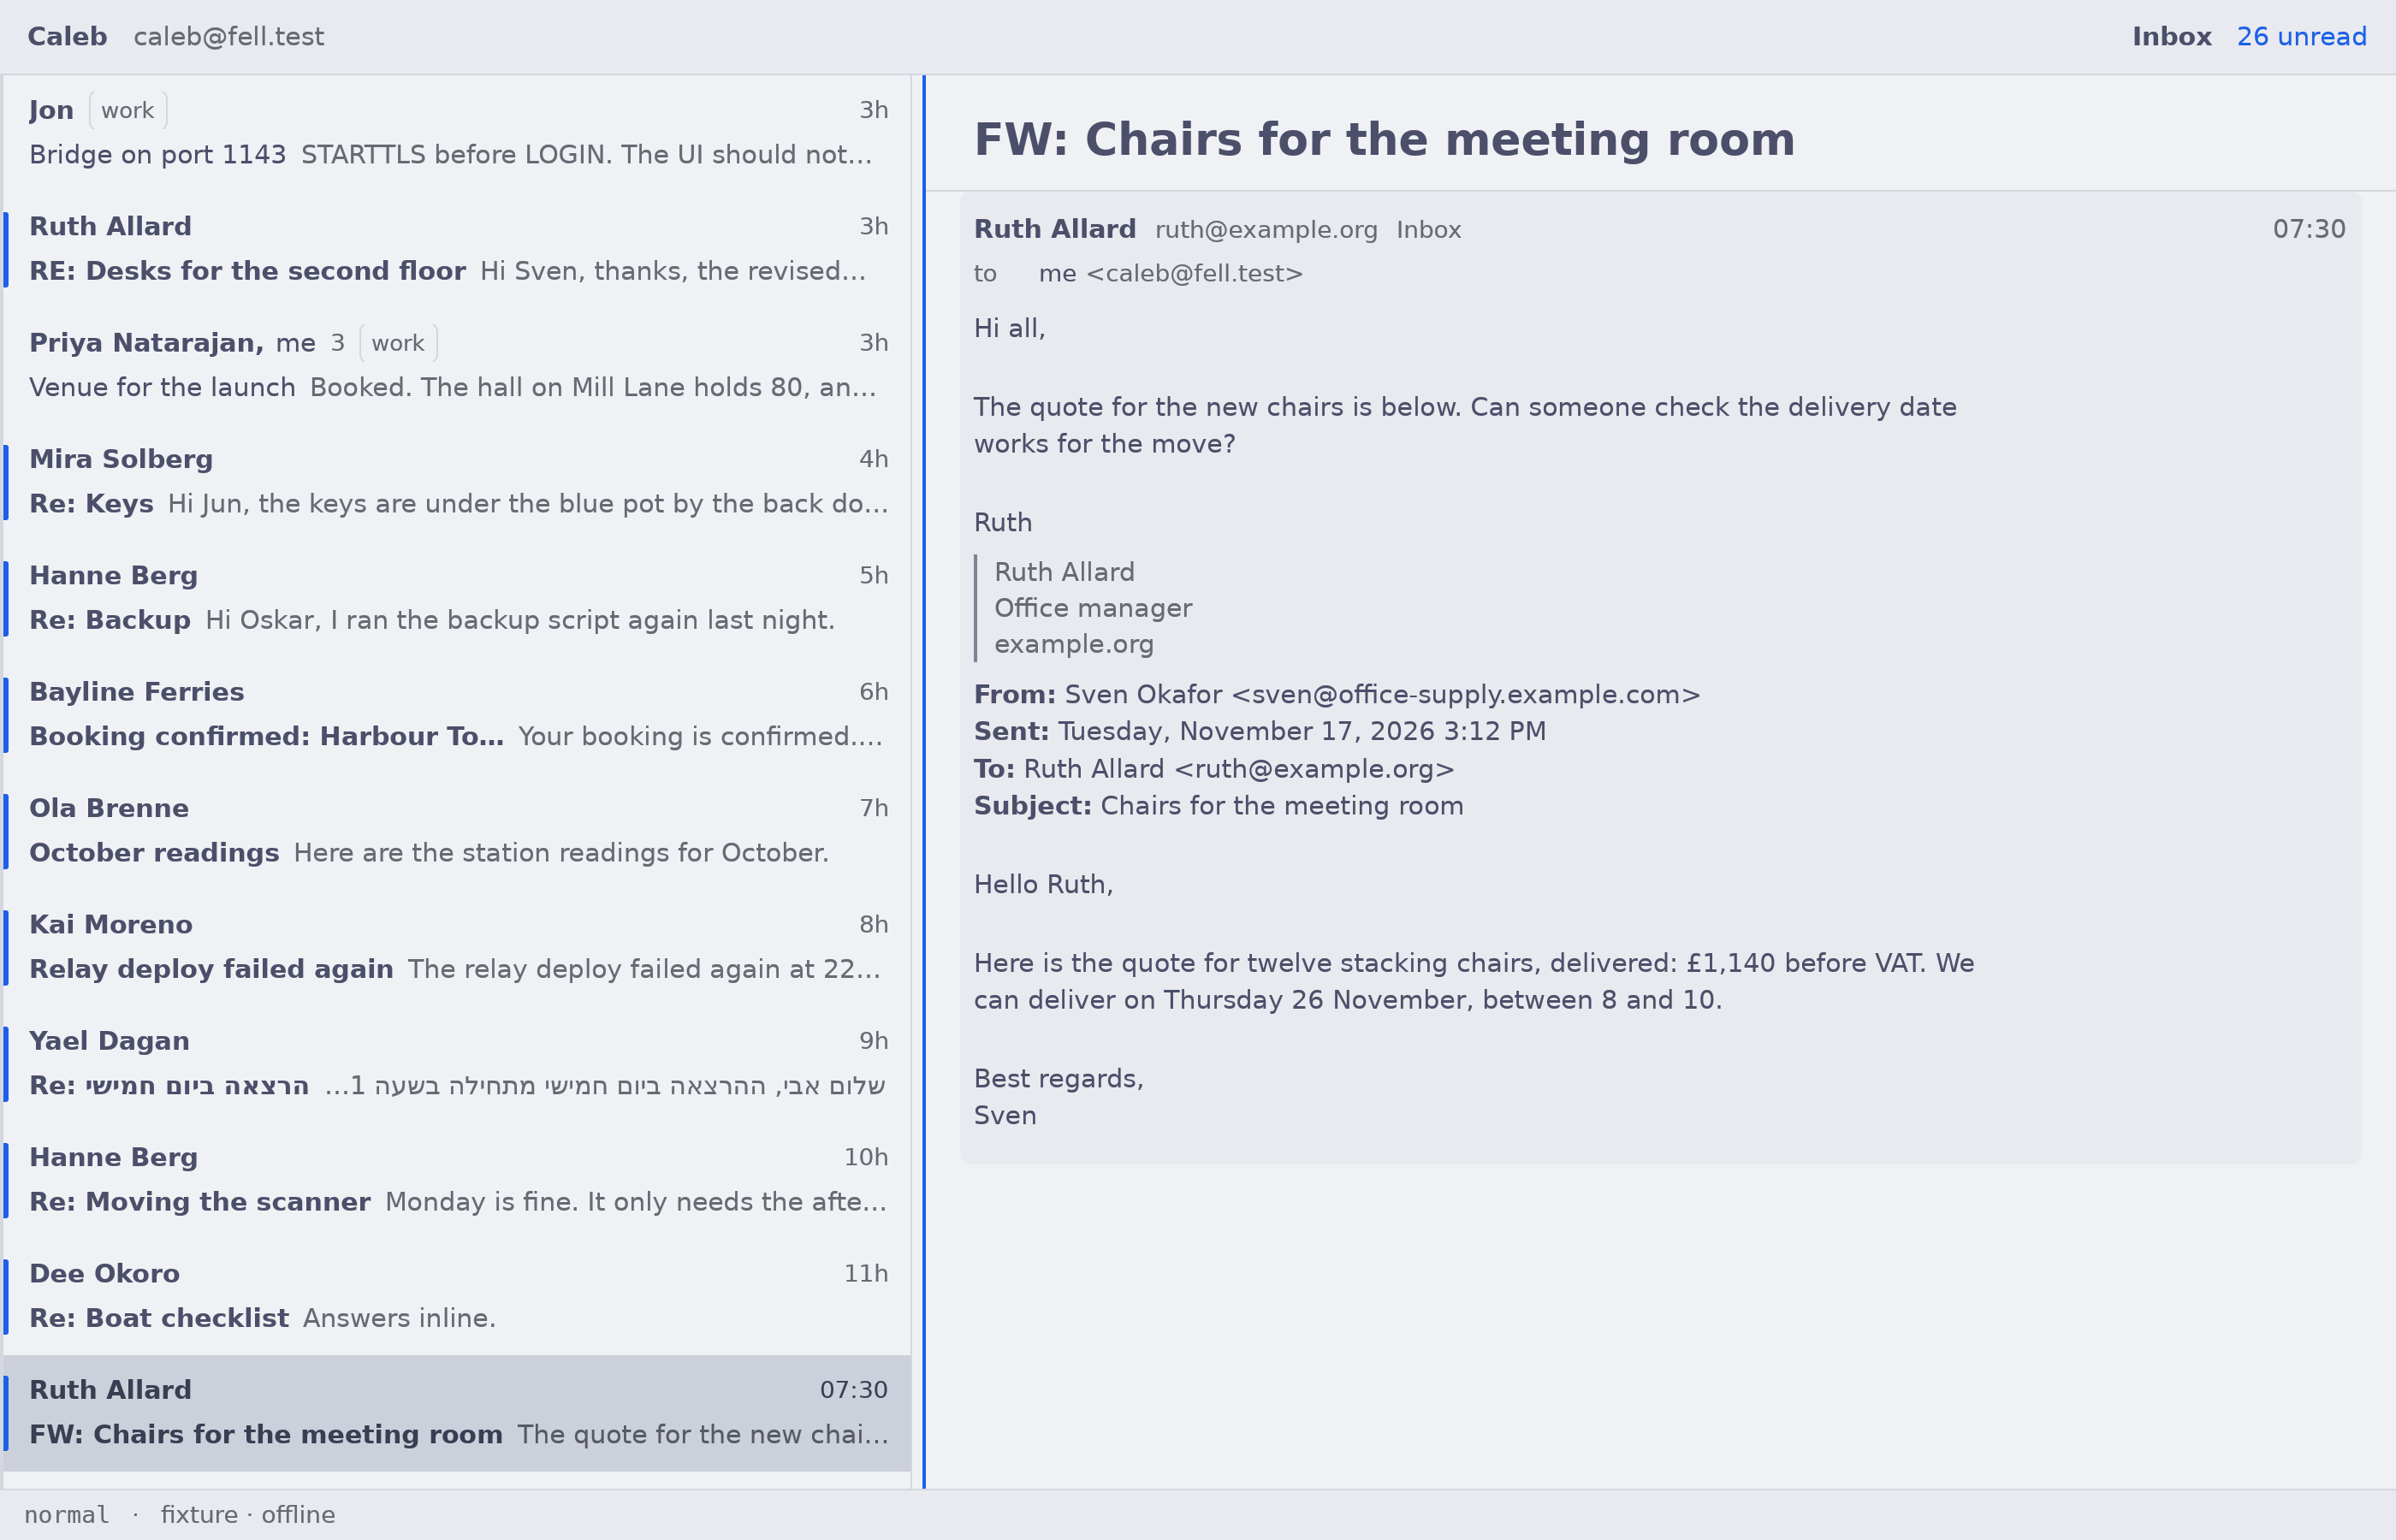 Caleb caleb@fell.test
Inbox 26 unread
Jon work 3h
Bridge on port 1143 STARTTLS before LOGIN. The UI should not…
Ruth Allard 3h
RE: Desks for the second floor Hi Sven, thanks, the revised…
Priya Natarajan, me 3 work 3h
Venue for the launch Booked. The hall on Mill Lane holds 80, an…
Mira Solberg 4h
Re: Keys Hi Jun, the keys are under the blue pot by the back do…
Hanne Berg 5h
Re: Backup Hi Oskar, I ran the backup script again last night.
Bayline Ferries 6h
Booking confirmed: Harbour To… Your booking is confirmed.…
Ola Brenne 7h
October readings Here are the station readings for October.
Kai Moreno 8h
Relay deploy failed again The relay deploy failed again at 22…
Yael Dagan 9h
Re: הרצאה ביום חמישי שלום אבי, ההרצאה ביום חמישי מתחילה בשעה 1…
Hanne Berg 10h
Re: Moving the scanner Monday is fine. It only needs the afte…
Dee Okoro 11h
Re: Boat checklist Answers inline.
Ruth Allard 07:30
FW: Chairs for the meeting room The quote for the new chai…
FW: Chairs for the meeting room
Ruth Allard ruth@example.org Inbox 07:30
to me <caleb@fell.test>
Hi all,
The quote for the new chairs is below. Can someone check the delivery date
works for the move?
Ruth
Ruth Allard
Office manager
example.org
From: Sven Okafor <sven@office-supply.example.com>
Sent: Tuesday, November 17, 2026 3:12 PM
To: Ruth Allard <ruth@example.org>
Subject: Chairs for the meeting room
Hello Ruth,
Here is the quote for twelve stacking chairs, delivered: £1,140 before VAT. We
can deliver on Thursday 26 November, between 8 and 10.
Best regards,
Sven
normal · fixture · offline